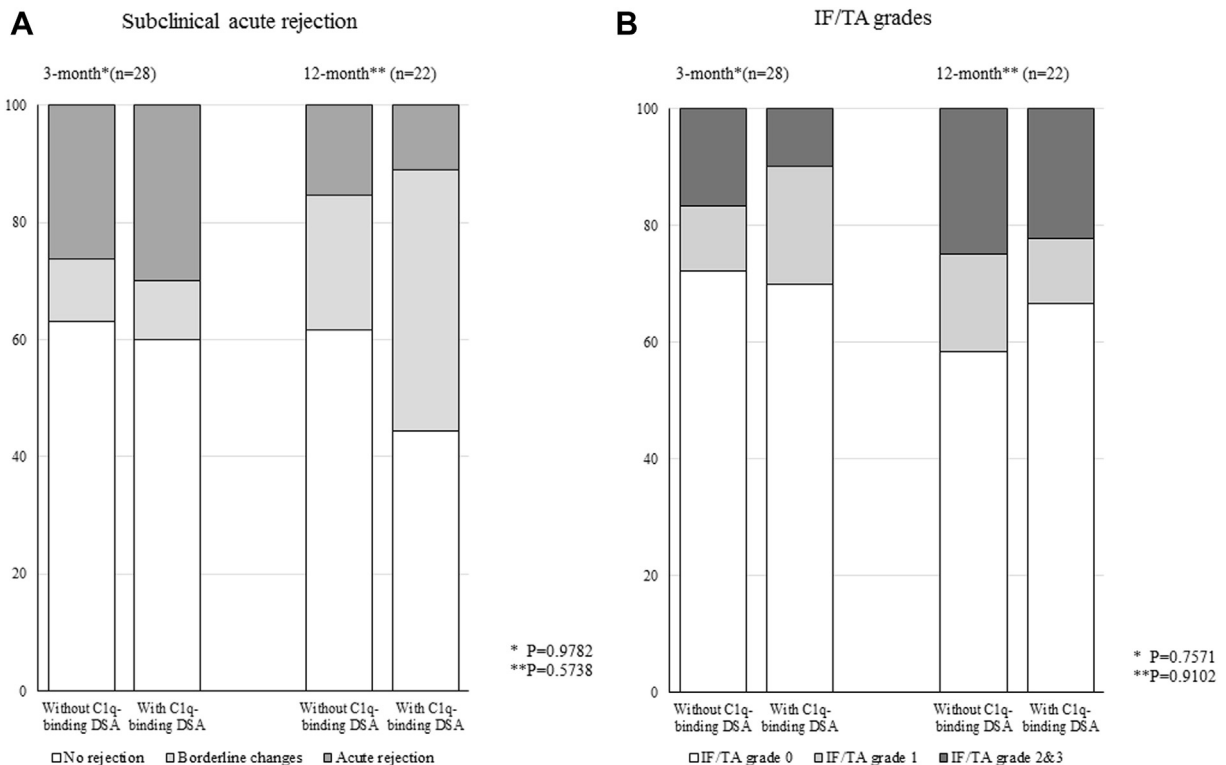 A
Subclinical acute rejection
3-month*(n=28)
12-month** (n=22)
100
80
60
40
20
0
Without C1q-
binding DSA
With C1q-
binding DSA
Without C1q-
binding DSA
With C1q-
binding DSA
* P=0.9782
**P=0.5738
No rejection
Borderline changes
Acute rejection
B
IF/TA grades
3-month*(n=28)
12-month** (n=22)
100
80
60
40
20
0
Without C1q-
binding DSA
With C1q-
binding DSA
Without C1q-
binding DSA
With C1q-
binding DSA
* P=0.7571
**P=0.9102
IF/TA grade 0
IF/TA grade 1
IF/TA grade 2&3